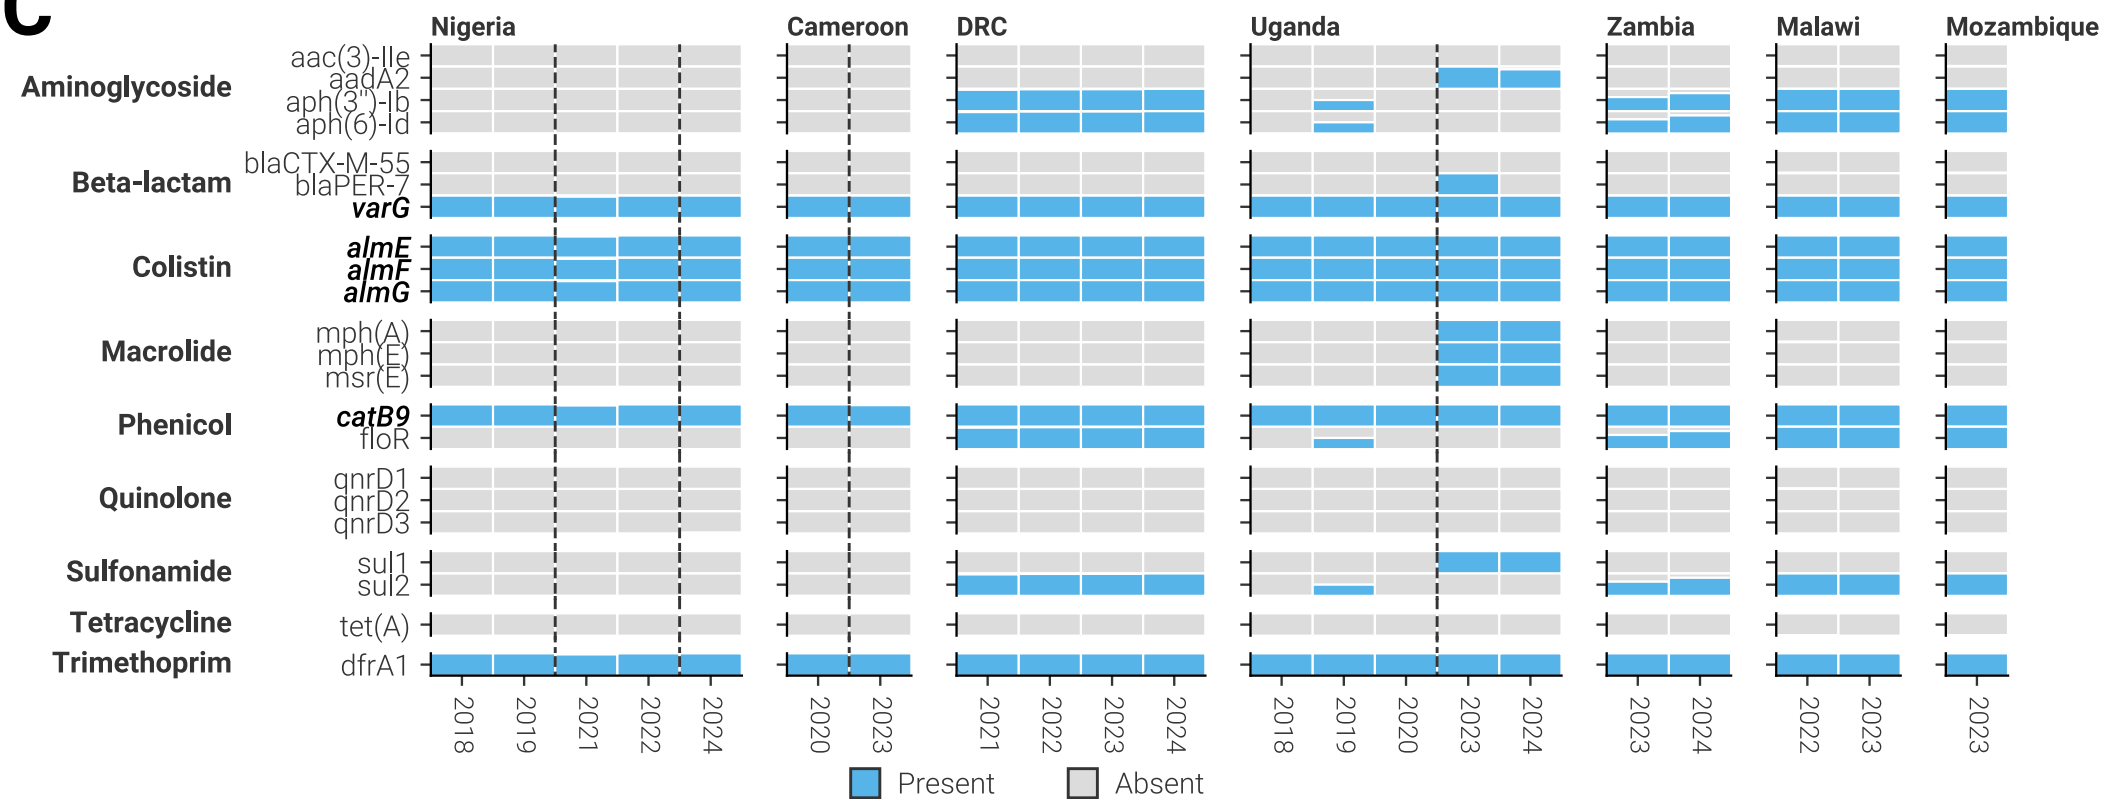 C
Nigeria Cameroon DRC Uganda Zambia Malawi Mozambique
Aminoglycoside
aac(3)-IIe
aadA2
aph(3'')-Ib
aph(6)-Id
Beta-lactam
blaCTX-M-55
blaPER-7
varG
Colistin
almE
almF
almG
Macrolide
mph(A)
mph(E)
msr(E)
Phenicol
catB9
floR
Quinolone
qnrD1
qnrD2
qnrD3
Sulfonamide
sul1
sul2
Tetracycline
tet(A)
Trimethoprim
dfrA1
2018 2019 2021 2022 2024 2020 2023 2021 2022 2023 2024 2018 2019 2020 2023 2024 2023 2024 2022 2023 2023
Present Absent